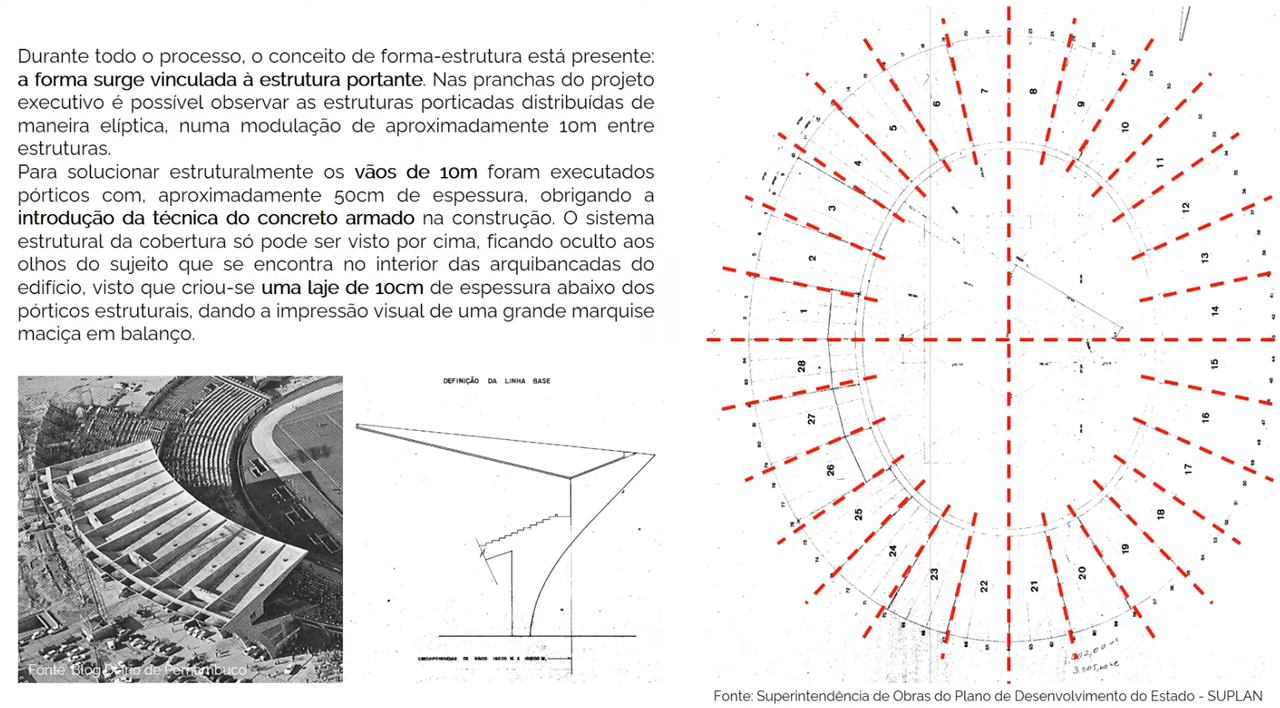 Durante todo o processo, o conceito de forma-estrutura está presente:
a forma surge vinculada à estrutura portante. Nas pranchas do projeto
executivo é possível observar as estruturas porticadas distribuídas de
maneira elíptica, numa modulação de aproximadamente 10m entre
estruturas.
Para solucionar estruturalmente os vãos de 10m foram executados
pórticos com, aproximadamente 50cm de espessura, obrigando a
introdução da técnica do concreto armado na construção. O sistema
estrutural da cobertura só pode ser visto por cima, ficando oculto aos
olhos do sujeito que se encontra no interior das arquibancadas do
edifício, visto que criou-se uma laje de 10cm de espessura abaixo dos
pórticos estruturais, dando a impressão visual de uma grande marquise
maciça em balanço.
Fonte: Blog Diário de Pernambuco
DEFINIÇÃO DA LINHA BASE
CIRCUNFERENCIAS DE RAIOS
1
2
3
4
5
6
7
8
9
10
11
12
13
14
15
16
17
18
19
20
21
22
23
24
25
26
27
28
Fonte: Superintendência de Obras do Plano de Desenvolvimento do Estado - SUPLAN